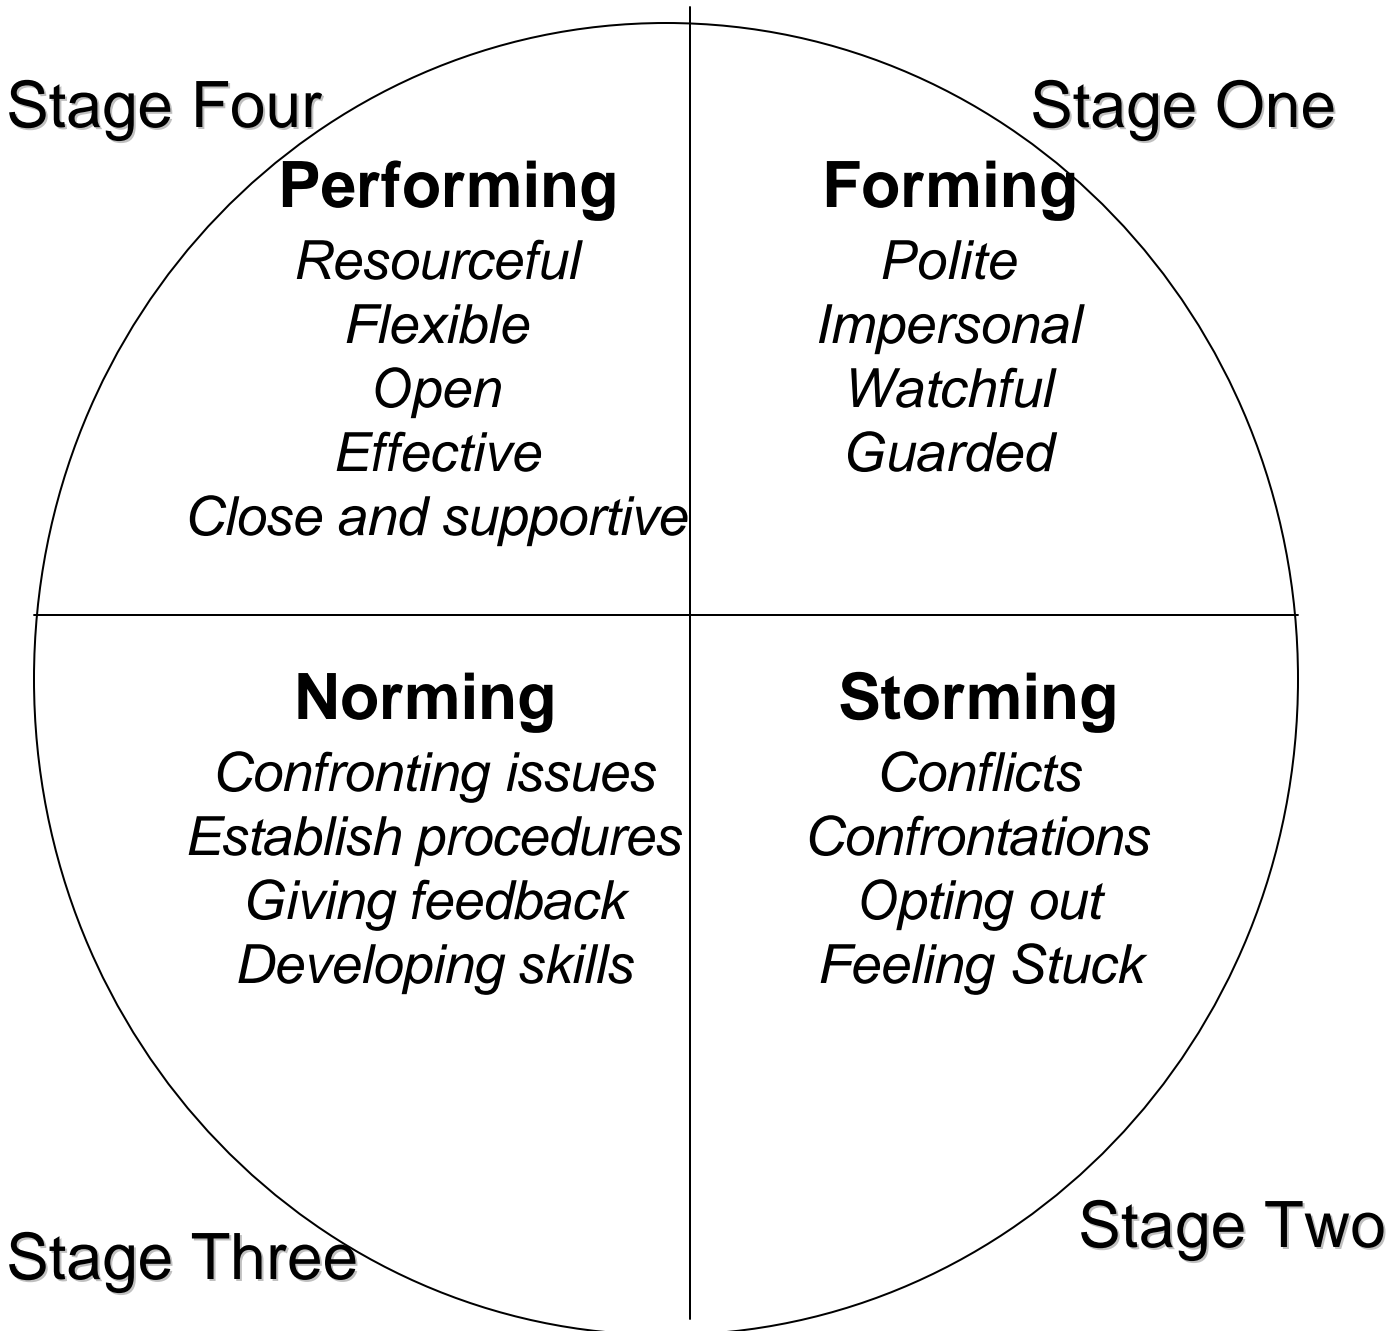 Stage Four
Stage One
Performing
Resourceful
Flexible
Open
Effective
Close and supportive
Forming
Polite
Impersonal
Watchful
Guarded
Norming
Confronting issues
Establish procedures
Giving feedback
Developing skills
Storming
Conflicts
Confrontations
Opting out
Feeling Stuck
Stage Three
Stage Two